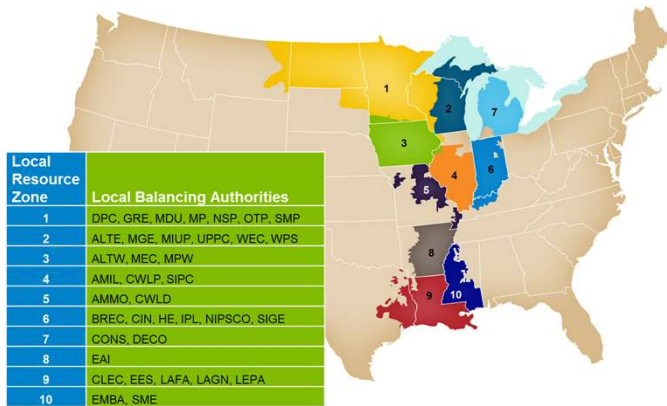 1
2
7
3
4
6
5
8
9
10
Local Resource Zone Local Balancing Authorities
1 DPC, GRE, MDU, MP, NSP, OTP, SMP
2 ALTE, MGE, MIUP, UPPC, WEC, WPS
3 ALTW, MEC, MPW
4 AMIL, CWLP, SIPC
5 AMMO, CWLD
6 BREC, CIN, HE, IPL, NIPSCO, SIGE
7 CONS, DECO
8 EAI
9 CLEC, EES, LAFA, LAGN, LEPA
10 EMBA, SME